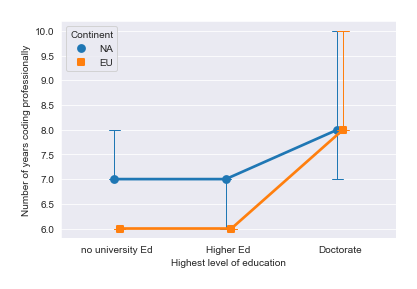 Continent
NA
EU
10.0
9.5
9.0
8.5
8.0
7.5
7.0
6.5
6.0
Number of years coding professionally
no university Ed
Higher Ed
Doctorate
Highest level of education